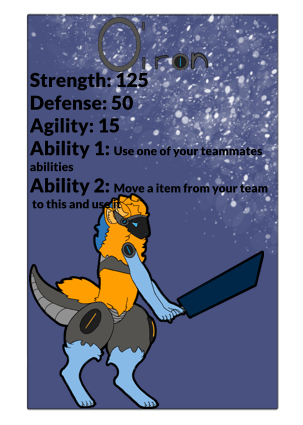 Oiron
Strength: 125
Defense: 50
Agility: 15
Ability 1: Use one of your teammates
abilities
Ability 2: Move a item from your team
to this and use it